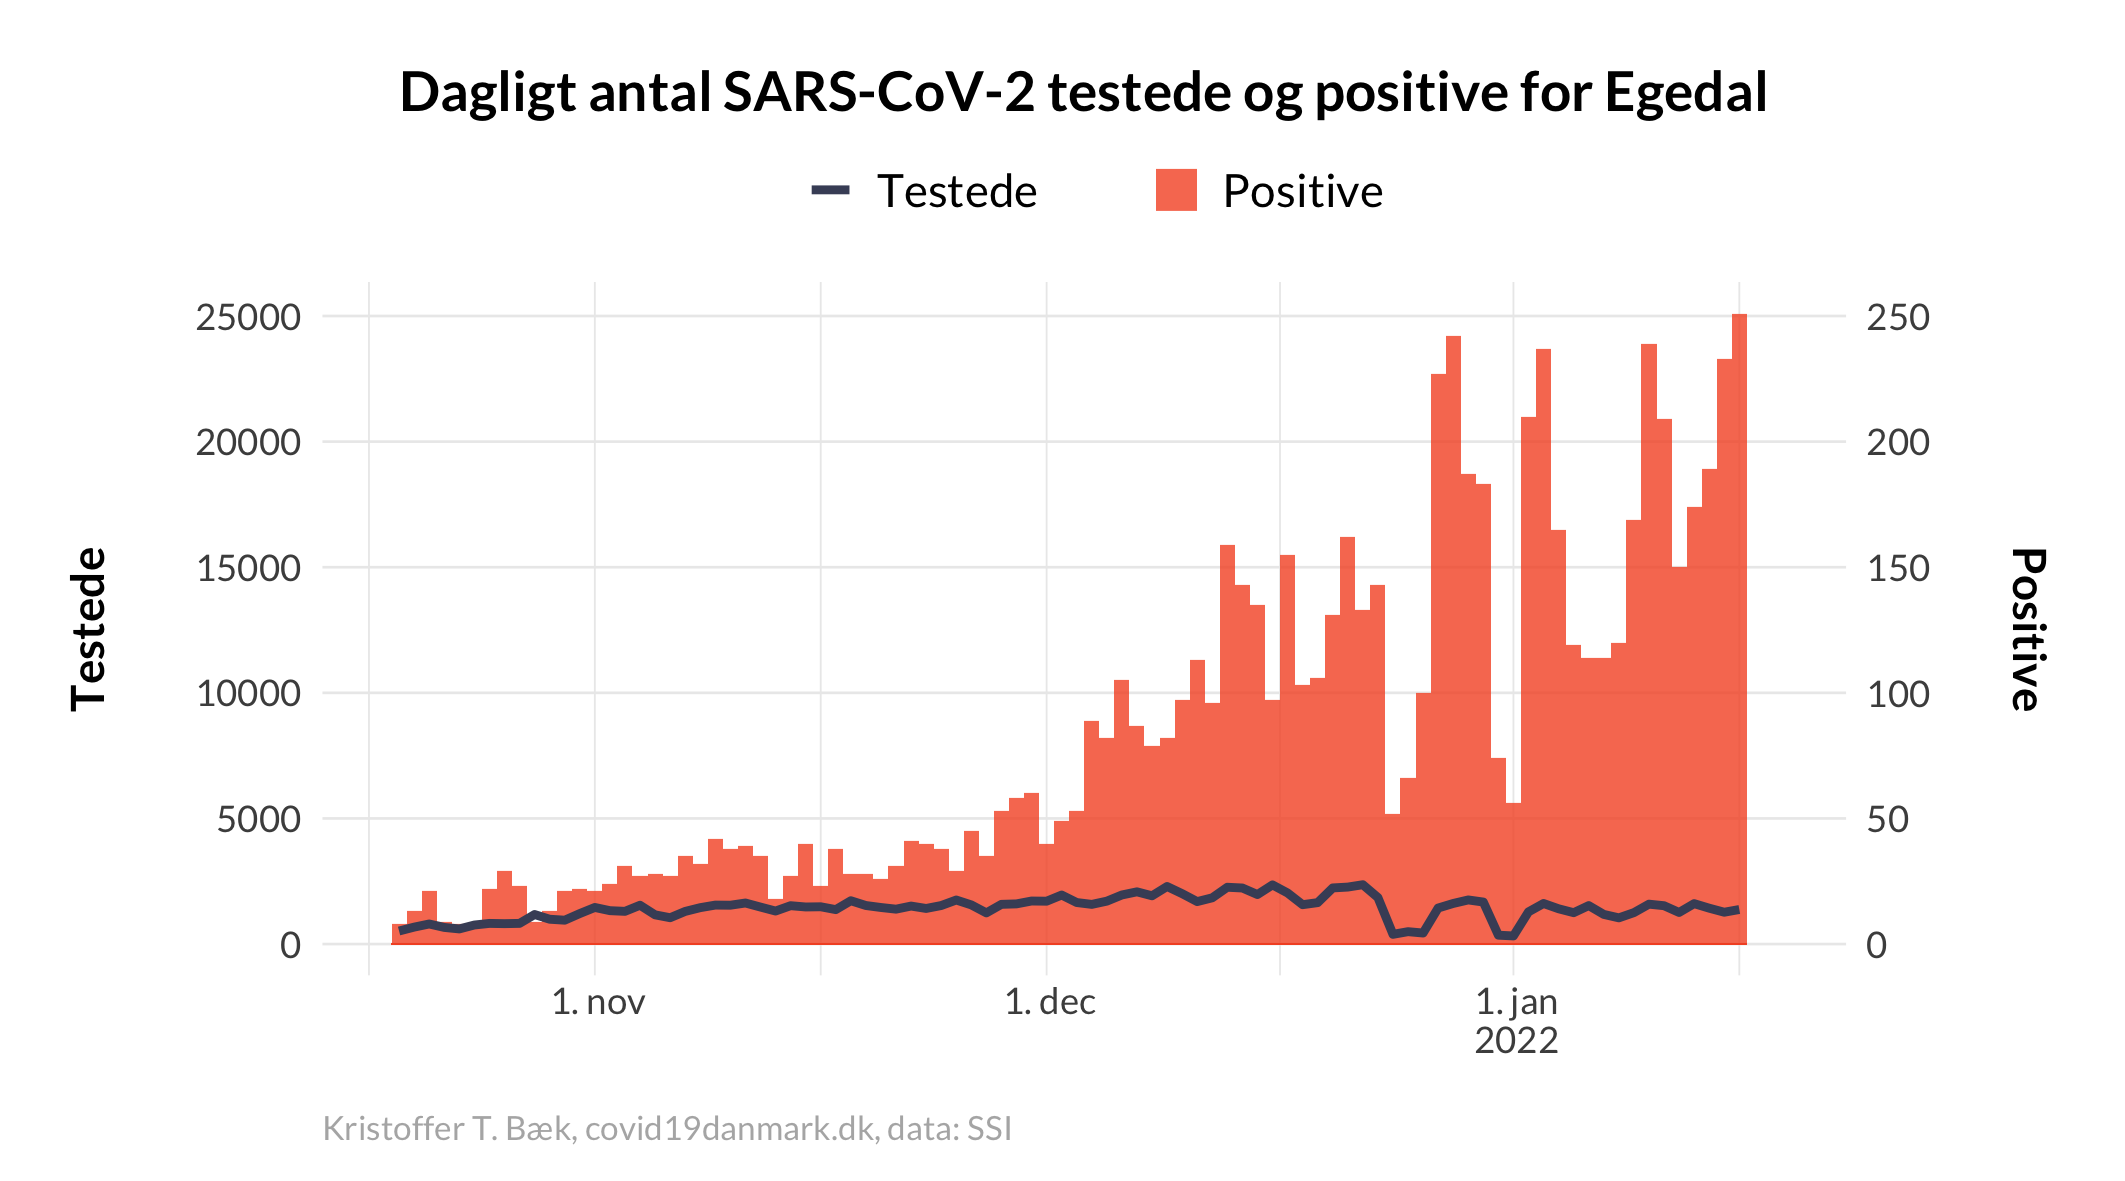 Dagligt antal SARS-CoV-2 testede og positive for Egedal
Testede
Positive
25000
20000
15000
10000
5000
0
250
200
150
100
50
0
Testede
Positive
1. nov
1. dec
1. jan
2022
Kristoffer T. Bæk, covid19danmark.dk, data: SSI